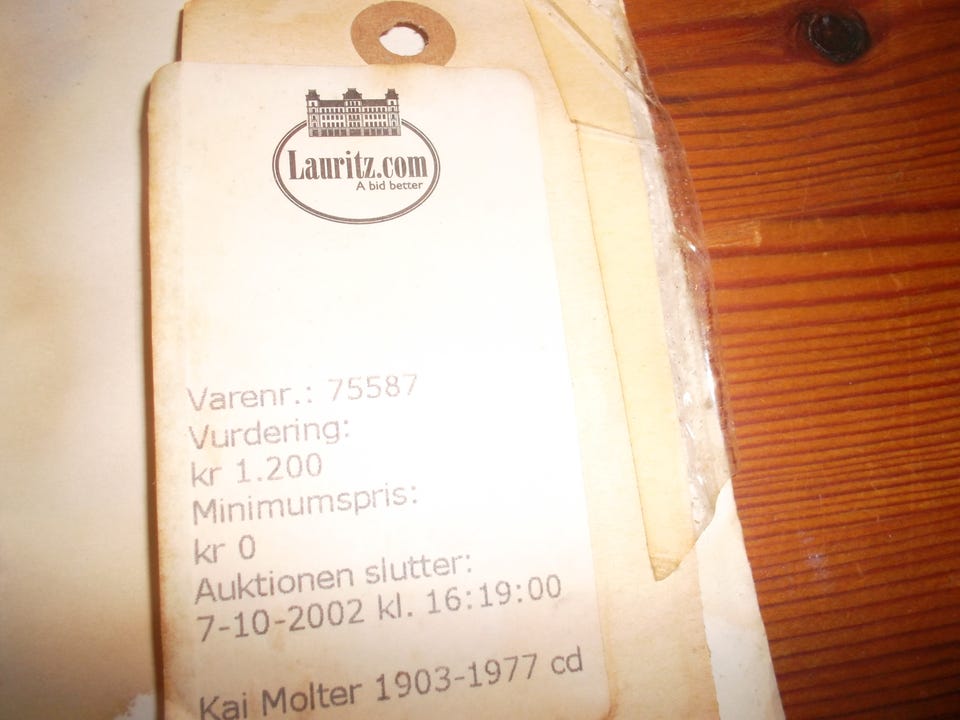 Lauritz.com
A bid better
Varenr.: 75587
Vurdering:
kr 1.200
Minimumspris:
kr 0
Auktionen slutter:
7-10-2002 kl. 16:19:00
Kai Molter 1903-1977 cd